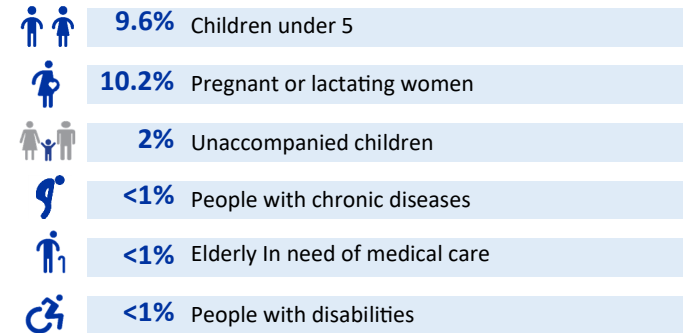 9.6% Children under 5
10.2% Pregnant or lactating women
2% Unaccompanied children
<1% People with chronic diseases
<1% Elderly In need of medical care
<1% People with disabilities